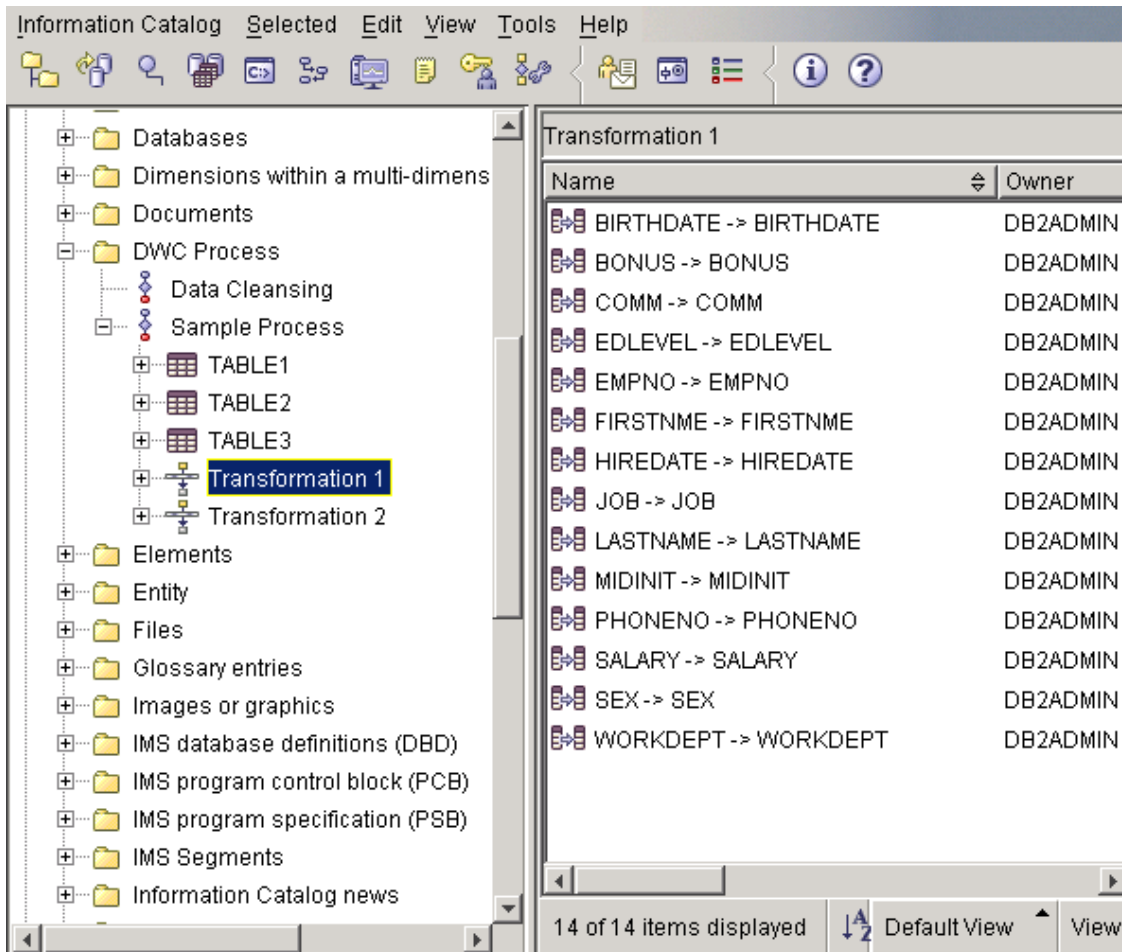 Information Catalog Selected Edit View Tools Help
C:\>
Databases
Dimensions within a multi-dimens
Documents
DWC Process
Data Cleansing
Sample Process
TABLE1
TABLE2
TABLE3
Transformation 1
Transformation 2
Elements
Entity
Files
Glossary entries
Images or graphics
IMS database definitions (DBD)
IMS program control block (PCB)
IMS program specification (PSB)
IMS Segments
Information Catalog news
Transformation 1
Name Owner
BIRTHDATE -> BIRTHDATE DB2ADMIN
BONUS -> BONUS DB2ADMIN
COMM -> COMM DB2ADMIN
EDLEVEL -> EDLEVEL DB2ADMIN
EMPNO -> EMPNO DB2ADMIN
FIRSTNME -> FIRSTNME DB2ADMIN
HIREDATE -> HIREDATE DB2ADMIN
JOB -> JOB DB2ADMIN
LASTNAME -> LASTNAME DB2ADMIN
MIDINIT -> MIDINIT DB2ADMIN
PHONENO -> PHONENO DB2ADMIN
SALARY -> SALARY DB2ADMIN
SEX -> SEX DB2ADMIN
WORKDEPT -> WORKDEPT DB2ADMIN
14 of 14 items displayed Default View View